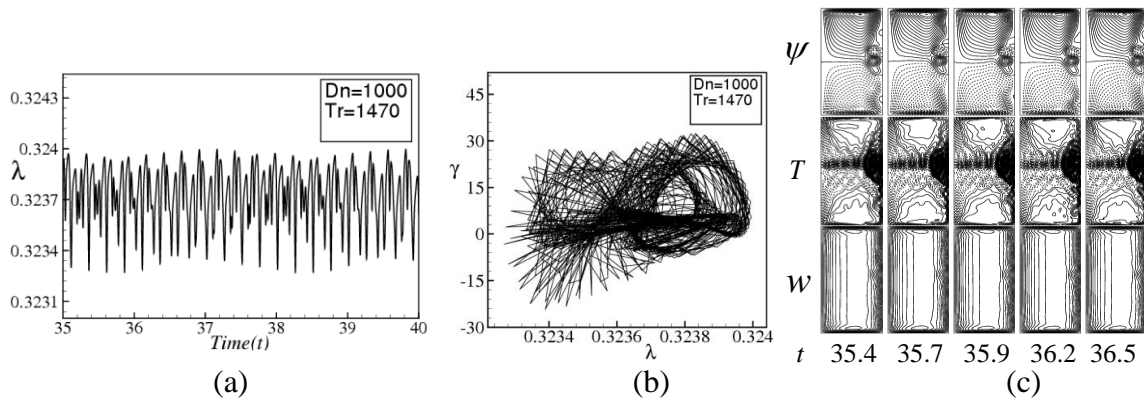 Dn=1000
Tr=1470
0.3243
0.324
λ
0.3237
0.3234
0.3231
35 36 37 38 39 40
Time(t)
(a)
Dn=1000
Tr=1470
45
30
γ
15
0
-15
-30
0.3234 0.3236 0.3238 0.324
λ
(b)
ψ
T
w
t 35.4 35.7 35.9 36.2 36.5
(c)